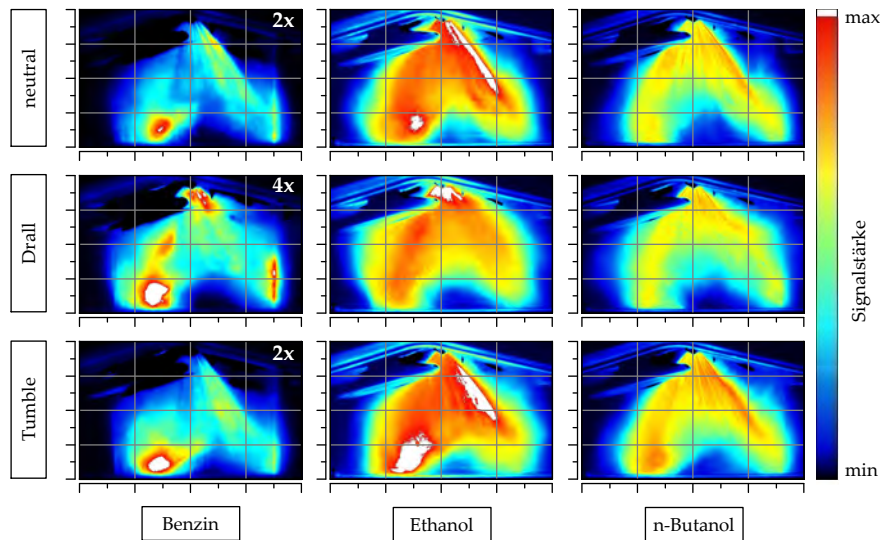 neutral
2x
max
Drall
4x
Signalstärke
Tumble
2x
min
Benzin
Ethanol
n-Butanol